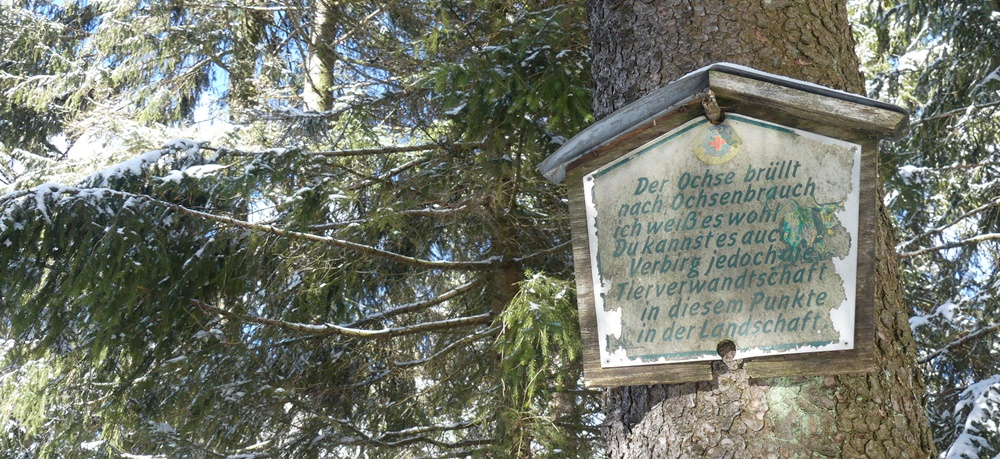 Der Ochse brüllt
nach Ochsenbrauch
ich weiß es wohl,
Du kannst es auch
Verbirg jedoch die
Tierverwandtschaft
in diesem Punkte
in der Landschaft.